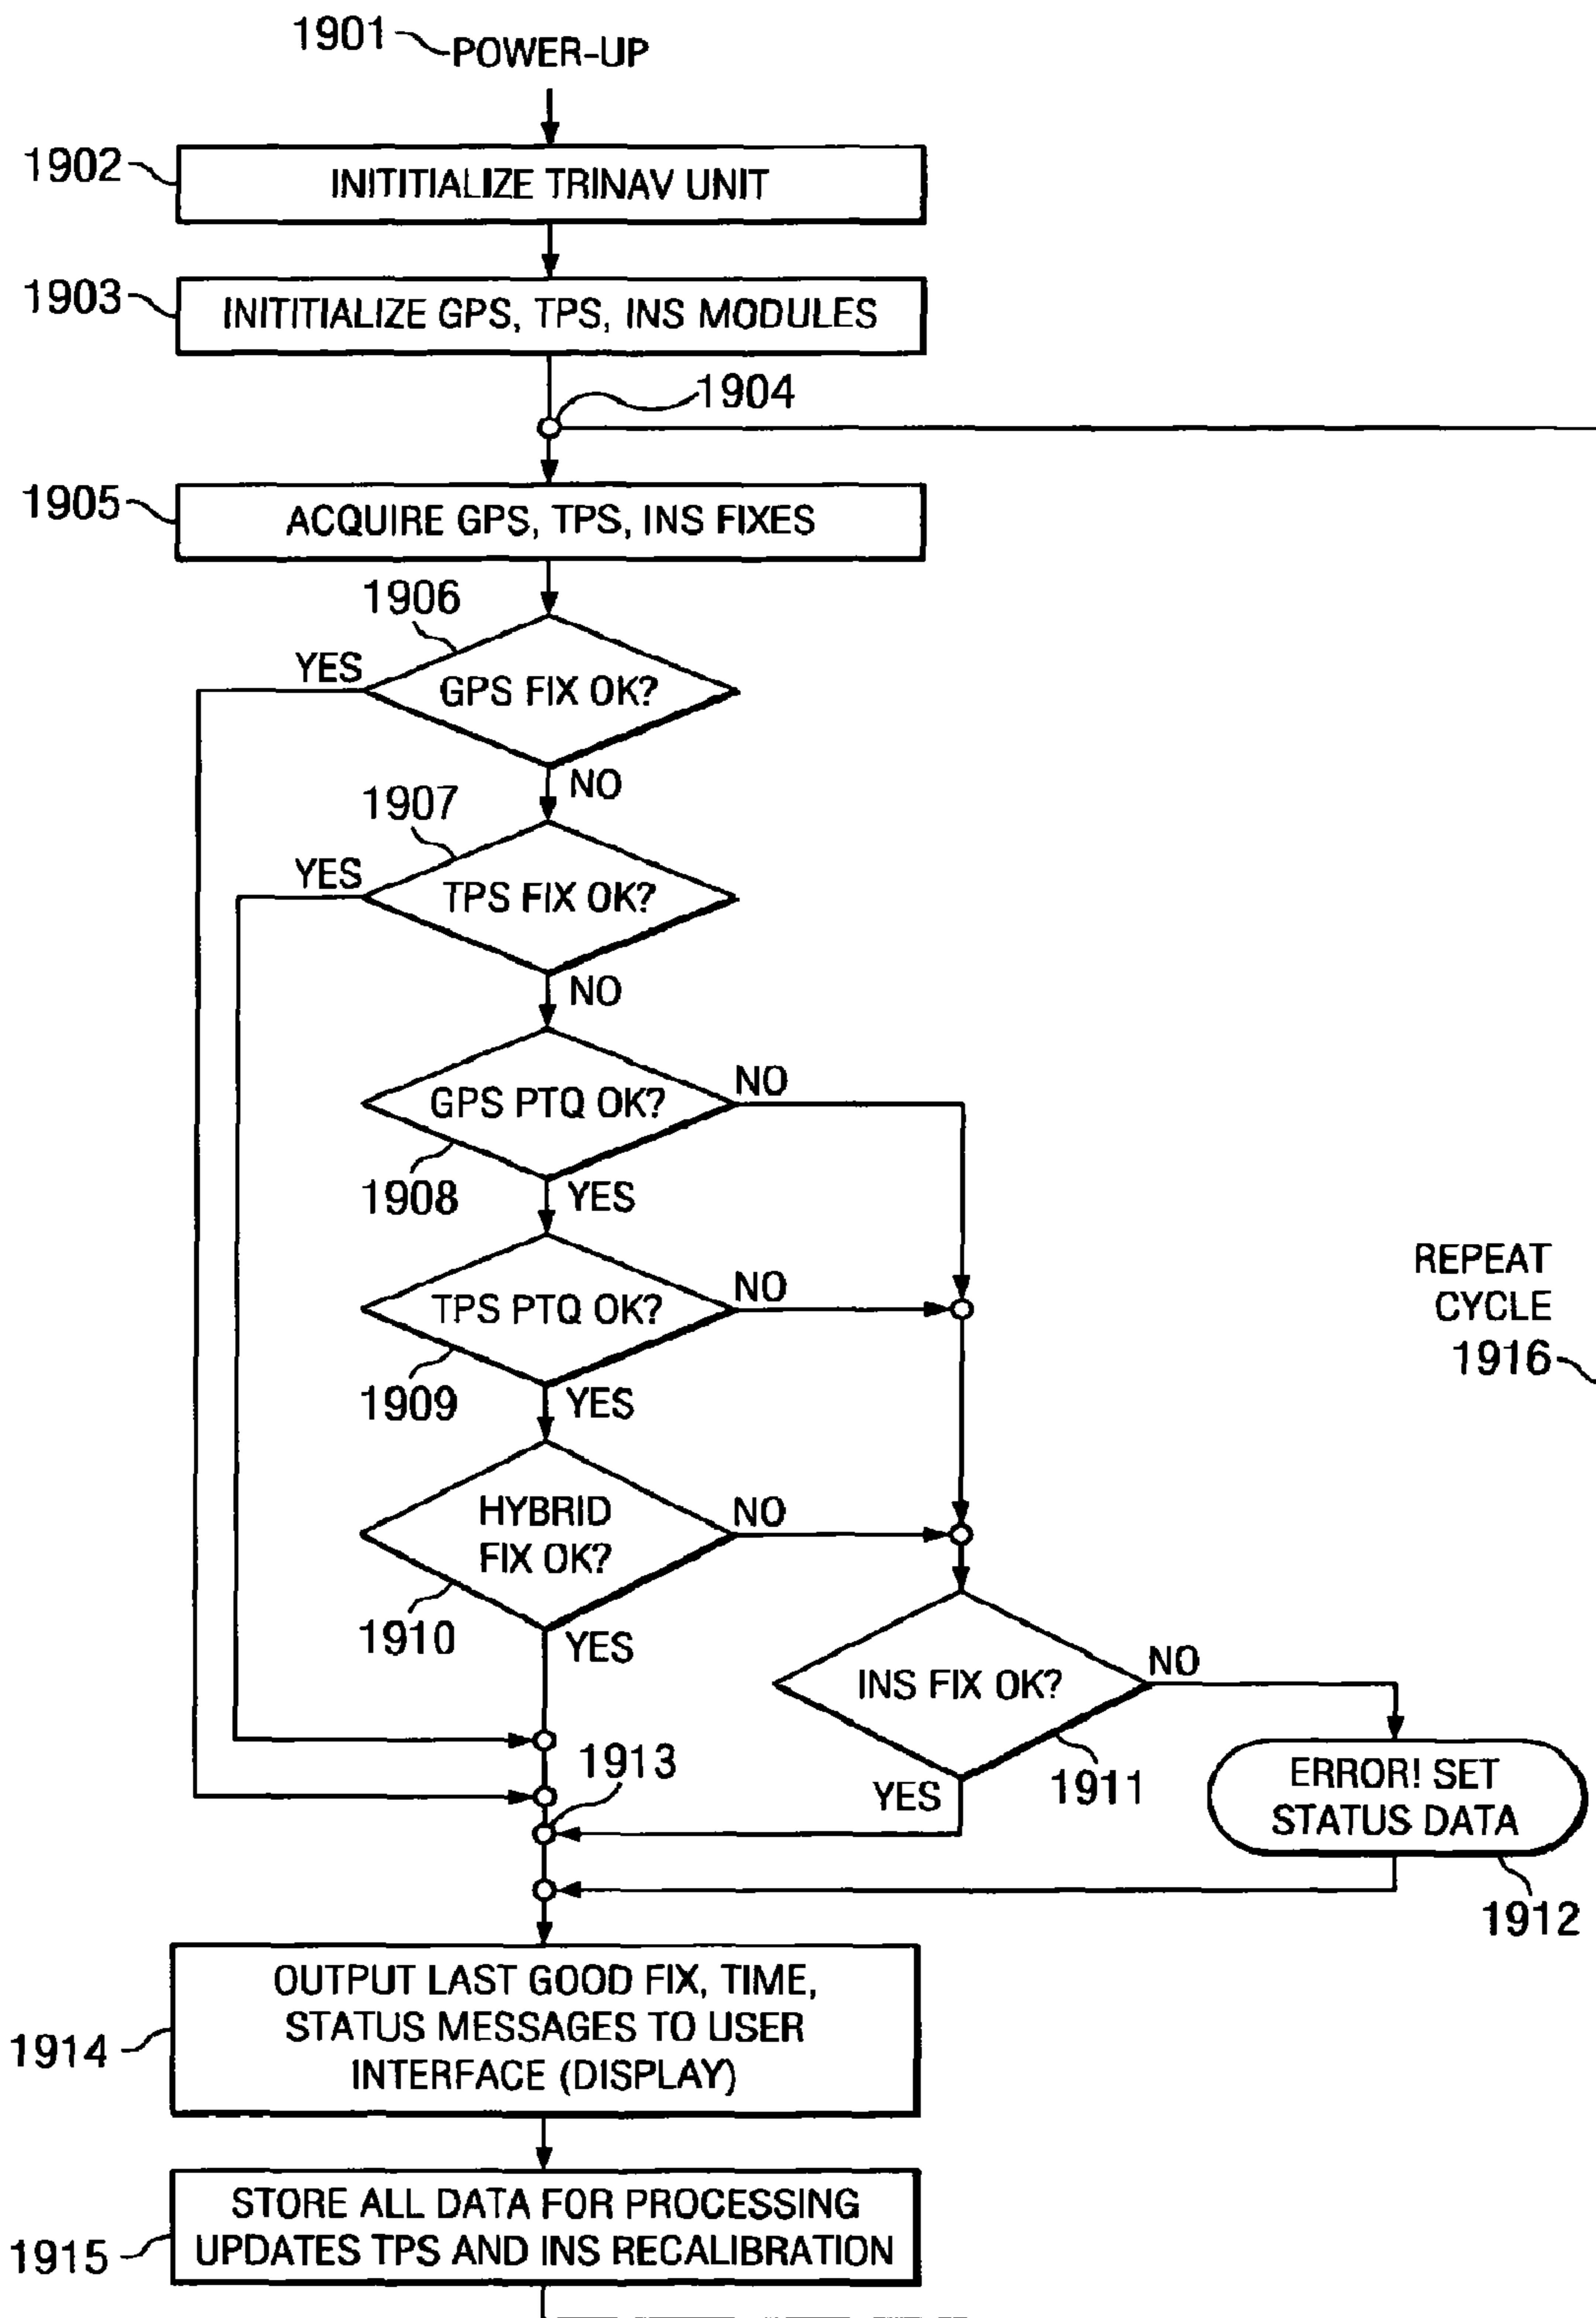 1901
POWER-UP
1902
INITITIALIZE TRINAV UNIT
1903
INITITIALIZE GPS, TPS, INS MODULES
1904
1905
ACQUIRE GPS, TPS, INS FIXES
1906
YES
GPS FIX OK?
NO
1907
YES
TPS FIX OK?
NO
GPS PTQ OK?
NO
1908
YES
TPS PTQ OK?
NO
1909
YES
REPEAT
CYCLE
1916
HYBRID
FIX OK?
NO
1910
YES
INS FIX OK?
NO
1911
YES
1913
ERROR! SET
STATUS DATA
1912
1914
OUTPUT LAST GOOD FIX, TIME,
STATUS MESSAGES TO USER
INTERFACE (DISPLAY)
1915
STORE ALL DATA FOR PROCESSING
UPDATES TPS AND INS RECALIBRATION